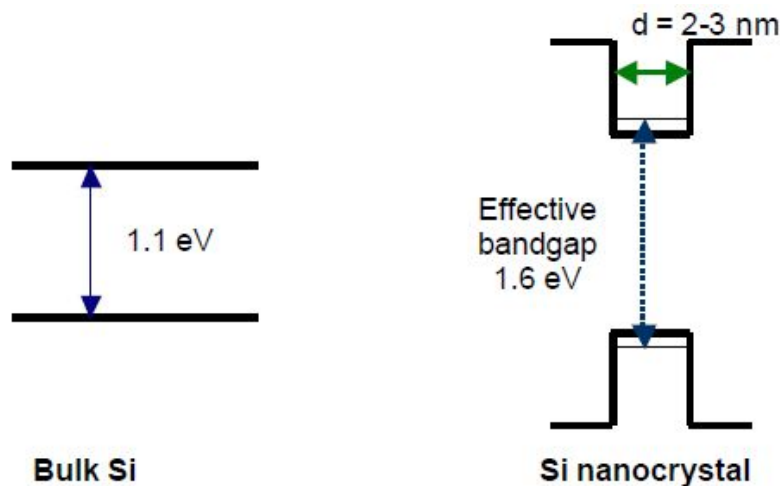 d = 2-3 nm
1.1 eV
Effective
bandgap
1.6 eV
Bulk Si
Si nanocrystal